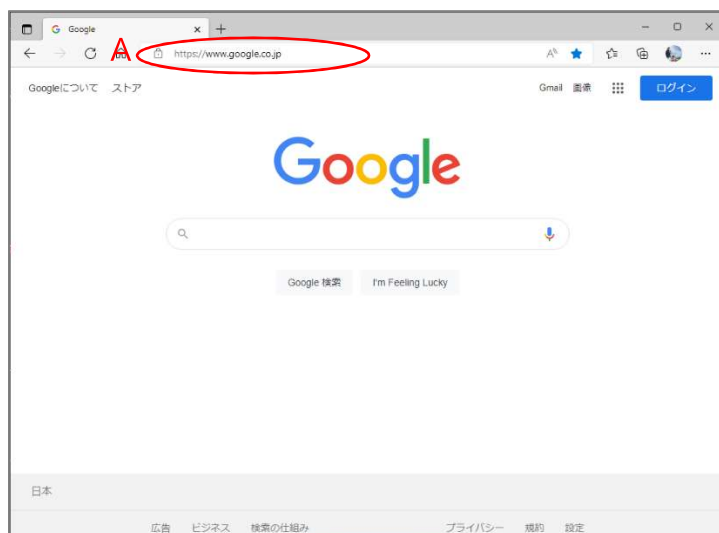 Google
A
https://www.google.co.jp
Googleについて ストア Gmail 画像 ログイン
Google
Google 検索 I'm Feeling Lucky
日本
広告 ビジネス 検索の仕組み プライバシー 規約 設定